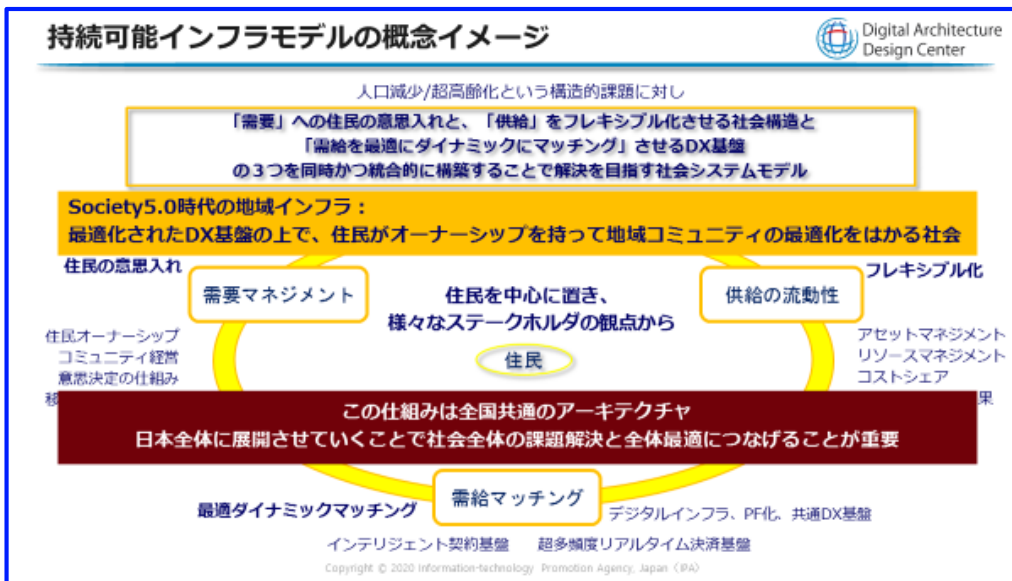 持続可能インフラモデルの概念イメージ
Digital Architecture
Design Center
人口減少/超高齢化という構造的課題に対し
「需要」への住民の意思入れと、「供給」をフレキシブル化させる社会構造と
「需給を最適にダイナミックにマッチング」させるDX基盤
の3つを同時かつ統合的に構築することで解決を目指す社会システムモデル
Society5.0時代の地域インフラ：
最適化されたDX基盤の上で、住民がオーナーシップを持って地域コミュニティの最適化をはかる社会
住民の意思入れ
フレキシブル化
需要マネジメント
供給の流動性
住民を中心に置き、
様々なステークホルダの観点から
住民
住民オーナーシップ
コミュニティ経営
意思決定の仕組み
アセットマネジメント
リソースマネジメント
コストシェア
果
この仕組みは全国共通のアーキテクチャ
日本全体に展開させていくことで社会全体の課題解決と全体最適につなげることが重要
需給マッチング
最適ダイナミックマッチング
デジタルインフラ、PF化、共通DX基盤
インテリジェント契約基盤 超多頻度リアルタイム決済基盤
Copyright © 2020 Information-technology Promotion Agency, Japan（IPA）